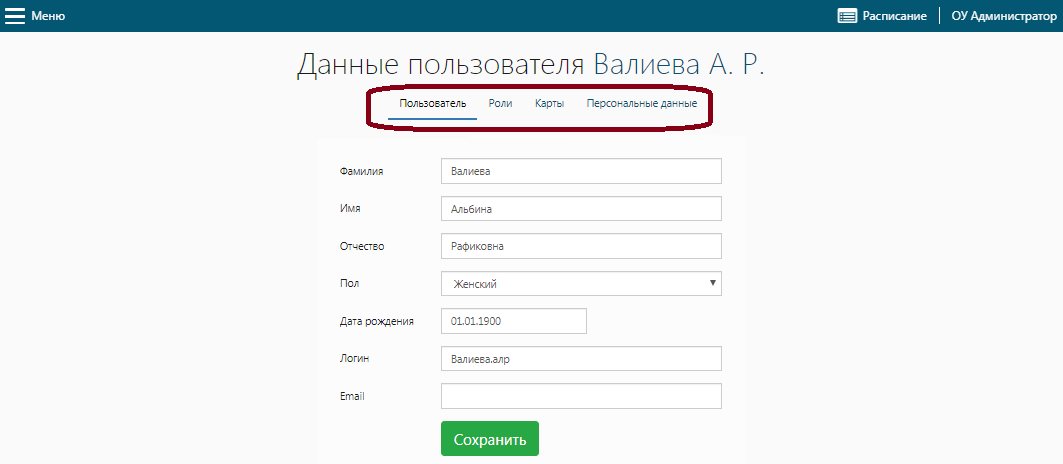 Меню Расписание ОУ Администратор
Данные пользователя Валиева А. Р.
Пользователь Роли Карты Персональные данные
Фамилия Валиева
Имя Альбина
Отчество Рафиковна
Пол Женский
Дата рождения 01.01.1900
Логин Валиева.алр
Email
Сохранить